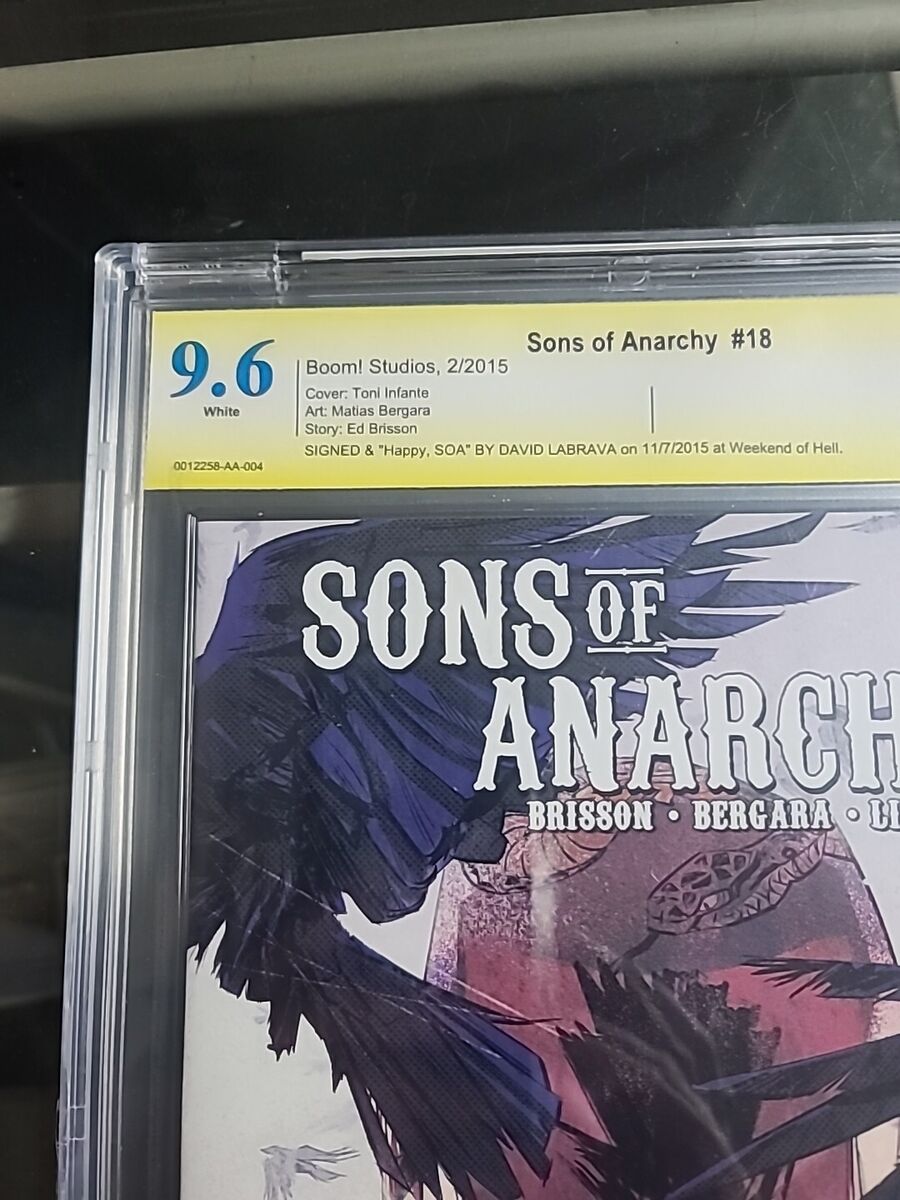 Sons of Anarchy #18
9.6
White
Boom! Studios, 2/2015
Cover: Toni Infante
Art: Matias Bergara
Story: Ed Brisson
SIGNED & "Happy, SOA" BY DAVID LABRAVA on 11/7/2015 at Weekend of Hell.
0012258-AA-004
SONS OF
ANARCH
BRISSON • BERGARA •